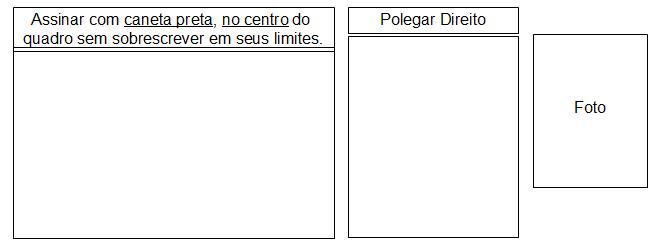 Assinar com caneta preta, no centro do
quadro sem sobrescrever em seus limites.
Polegar Direito
Foto